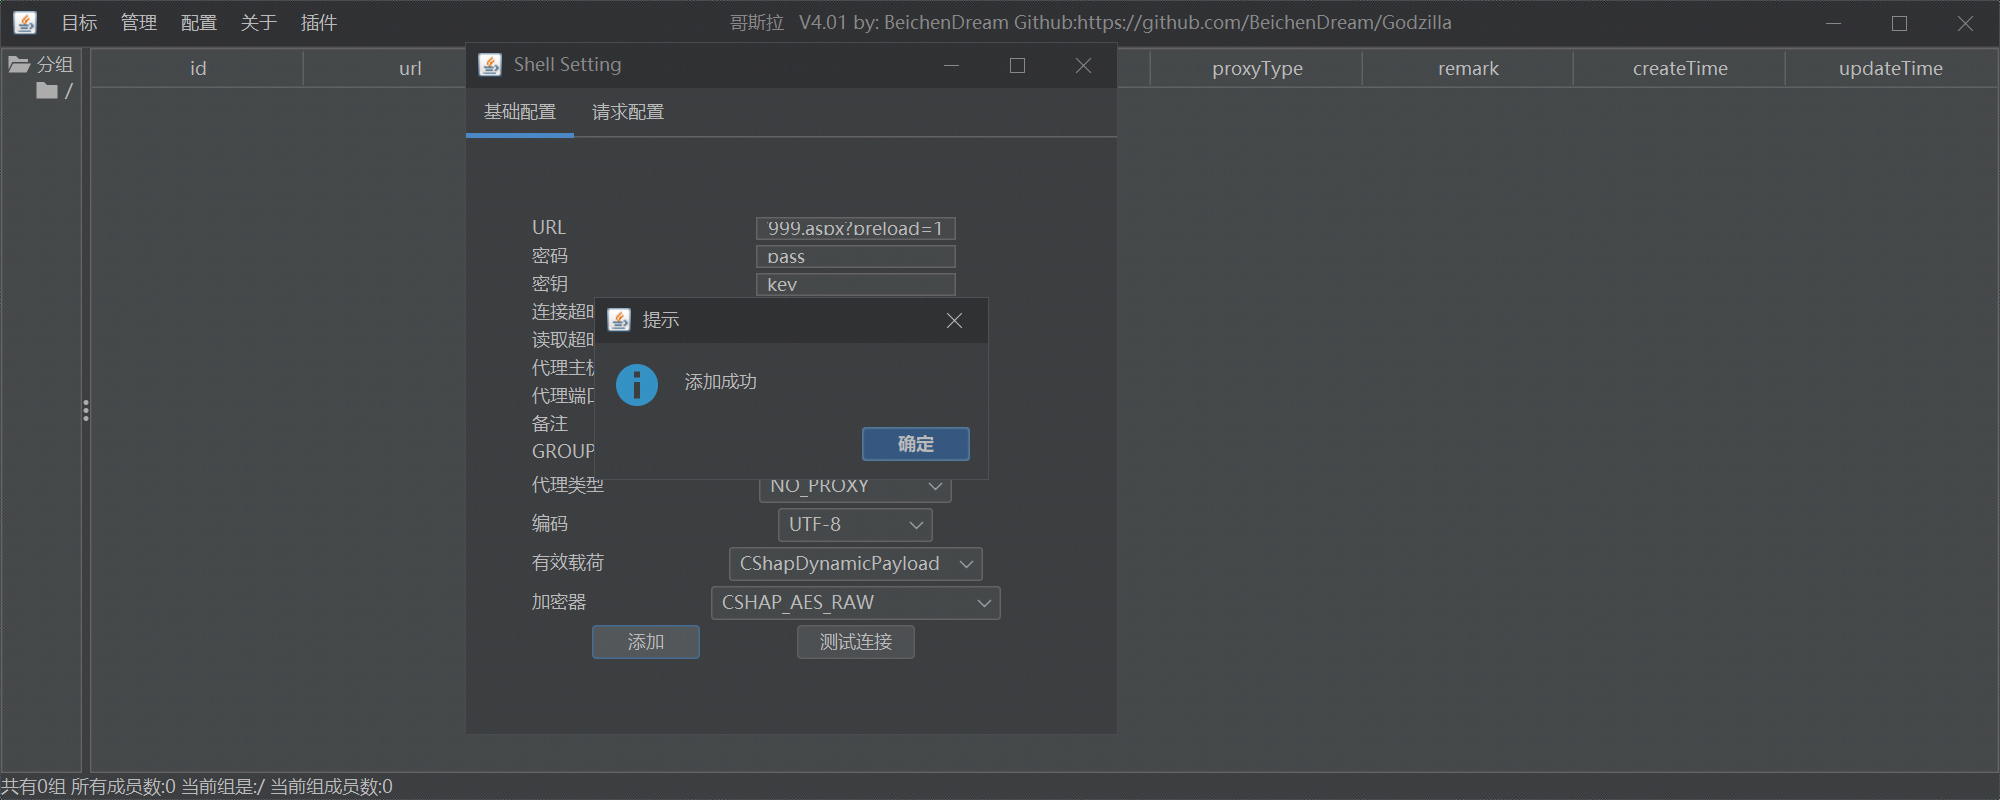 目标 管理 配置 关于 插件 哥斯拉 V4.01 by: BeichenDream Github:https://github.com/BeichenDream/Godzilla
分组
/
id url proxyType remark createTime updateTime
Shell Setting
基础配置 请求配置
URL 999.aspx?preload=1
密码 pass
密钥 key
连接超时
读取超时
代理主机
代理端口
备注
GROUP
提示
添加成功
确定
代理类型 NO_PROXY
编码 UTF-8
有效载荷 CShapDynamicPayload
加密器 CSHAP_AES_RAW
添加 测试连接
共有0组 所有成员数:0 当前组是:/ 当前组成员数:0